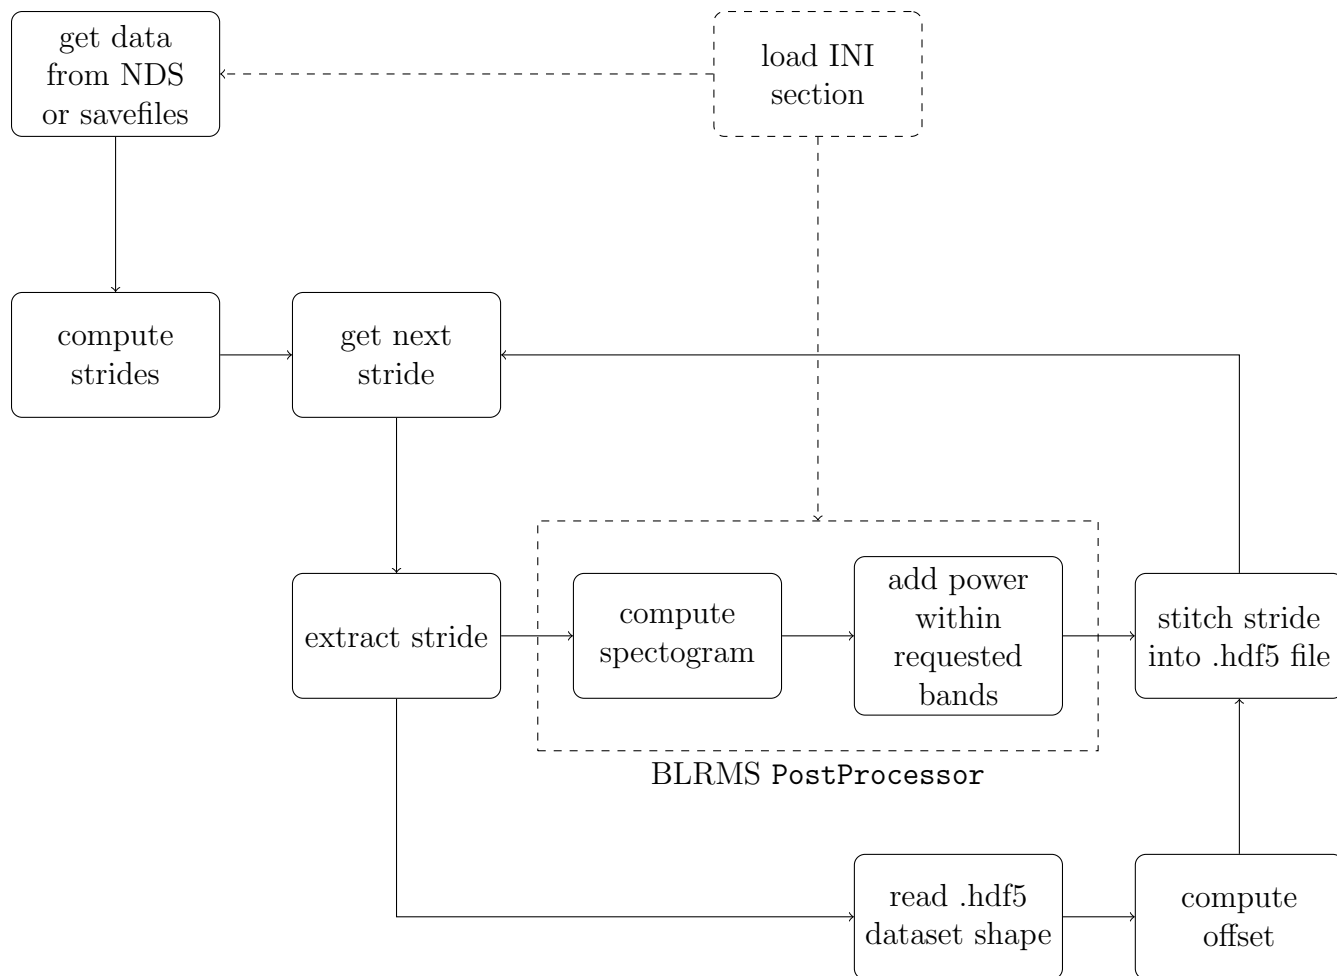 get data
from NDS
or savefiles
load INI
section
compute
strides
get next
stride
extract stride
compute
spectogram
add power
within
requested
bands
stitch stride
into .hdf5 file
BLRMS PostProcessor
read .hdf5
dataset shape
compute
offset